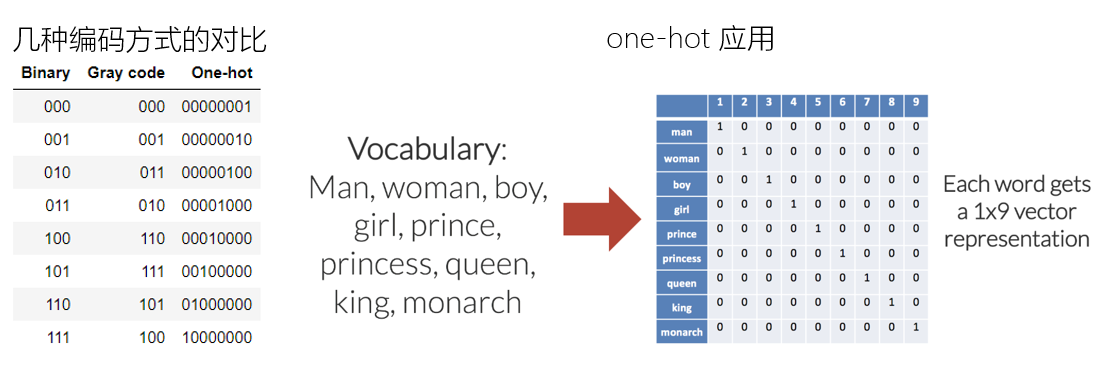 几种编码方式的对比
Binary Gray code One-hot
000 000 00000001
001 001 00000010
010 011 00000100
011 010 00001000
100 110 00010000
101 111 00100000
110 101 01000000
111 100 10000000
Vocabulary:
Man, woman, boy,
girl, prince,
princess, queen,
king, monarch
one-hot 应用
1 2 3 4 5 6 7 8 9
man 1 0 0 0 0 0 0 0 0
woman 0 1 0 0 0 0 0 0 0
boy 0 0 1 0 0 0 0 0 0
girl 0 0 0 1 0 0 0 0 0
prince 0 0 0 0 1 0 0 0 0
princess 0 0 0 0 0 1 0 0 0
queen 0 0 0 0 0 0 1 0 0
king 0 0 0 0 0 0 0 1 0
monarch 0 0 0 0 0 0 0 0 1
Each word gets
a 1x9 vector
representation